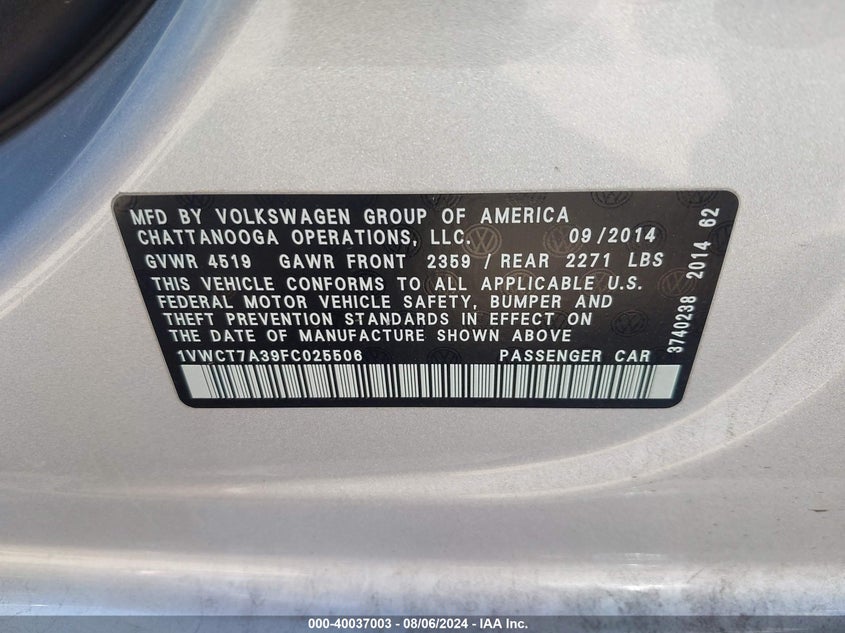 MFD BY VOLKSWAGEN GROUP OF AMERICA
CHATTANOOGA OPERATIONS, LLC. 09/2014
GVWR 4519 GAWR FRONT 2359 / REAR 2271 LBS
THIS VEHICLE CONFORMS TO ALL APPLICABLE U.S.
FEDERAL MOTOR VEHICLE SAFETY, BUMPER AND
THEFT PREVENTION STANDARDS IN EFFECT ON
THE DATE OF MANUFACTURE SHOWN ABOVE
1VWCT7A39FC025506 PASSENGER CAR
3740238 2014 62
000-40037003 - 08/06/2024 - IAA Inc.